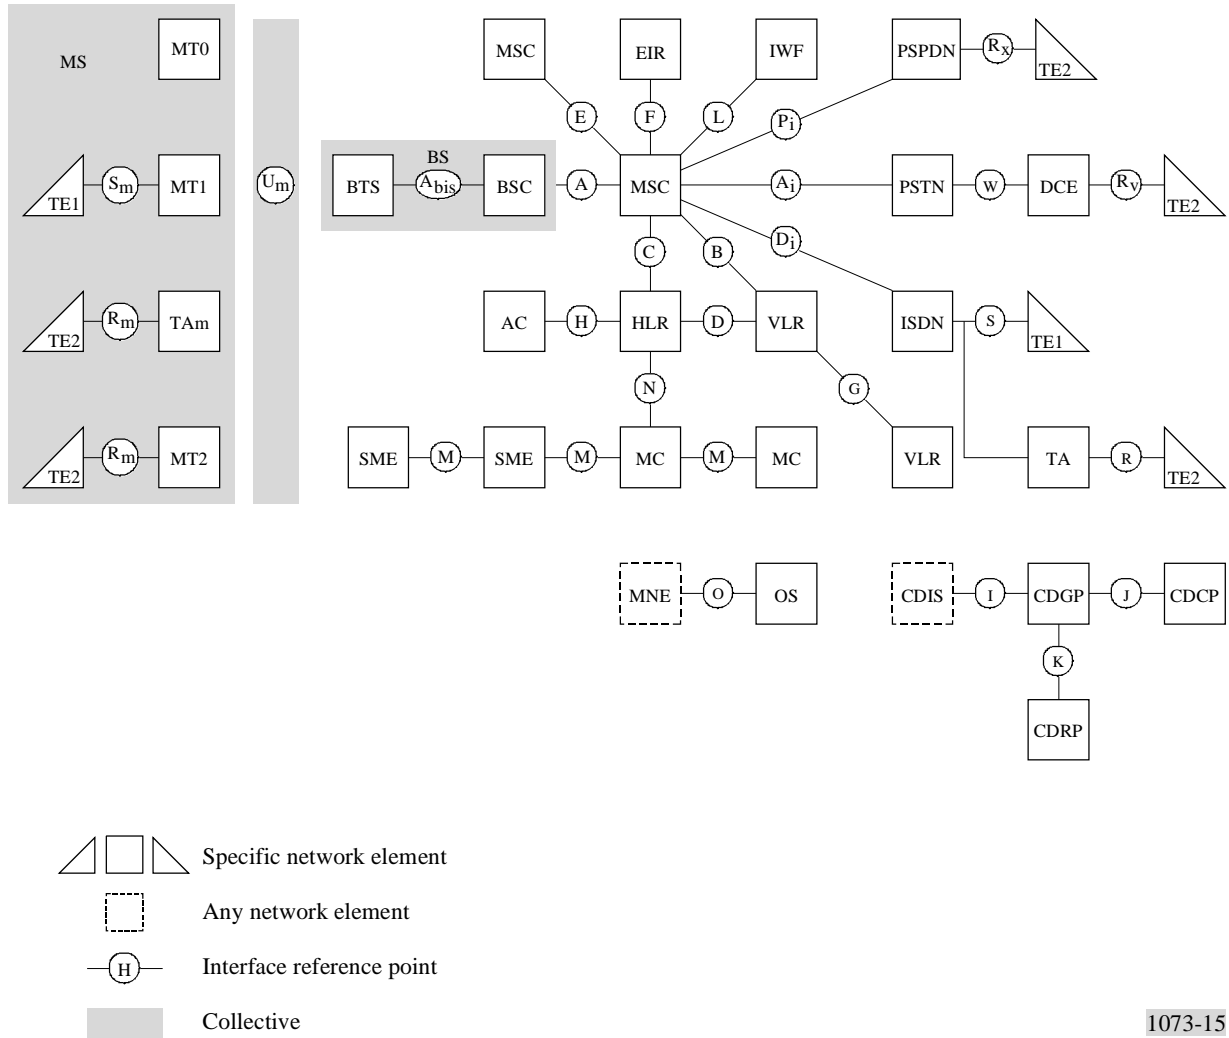 MS MT0 MSC EIR IWF PSPDN Rx TE2
E F L Pi
TE1 Sm MT1 Um BTS BS Abis BSC A MSC Ai PSTN W DCE Rv TE2
C B Di
TE2 Rm TAm AC H HLR D VLR ISDN S TE1
N G
TE2 Rm MT2 SME M SME M MC M MC VLR TA R TE2
MNE O OS CDIS I CDGP J CDCP
K
CDRP
Specific network element
Any network element
H Interface reference point
Collective
1073-15